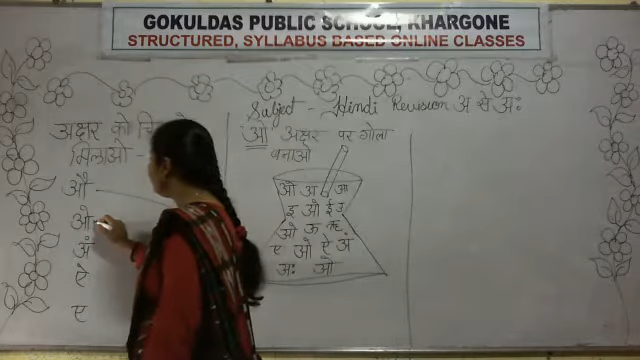 GOKULDAS PUBLIC SCHOOL, KHARGONE
STRUCTURED, SYLLABUS BASED ONLINE CLASSES
Subject - Hindi Revision अ से अः
अक्षर को
मिलाओ -
औ -
ओ
अं
ऐ
ए
ओ अक्षर पर गोला
बनाओ
ओ अ आ
इ ओ ई उ
ओ ऊ ऋ
ए ओ ऐ अं
अः ओ